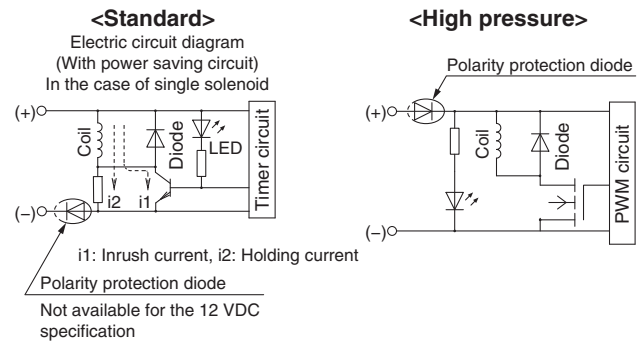 <Standard>
Electric circuit diagram
(With power saving circuit)
In the case of single solenoid
(+)
Coil
Diode
LED
Timer circuit
(−)
i2
i1
i1: Inrush current, i2: Holding current
Polarity protection diode
Not available for the 12 VDC
specification
<High pressure>
Polarity protection diode
(+)
Coil
Diode
PWM circuit
(−)